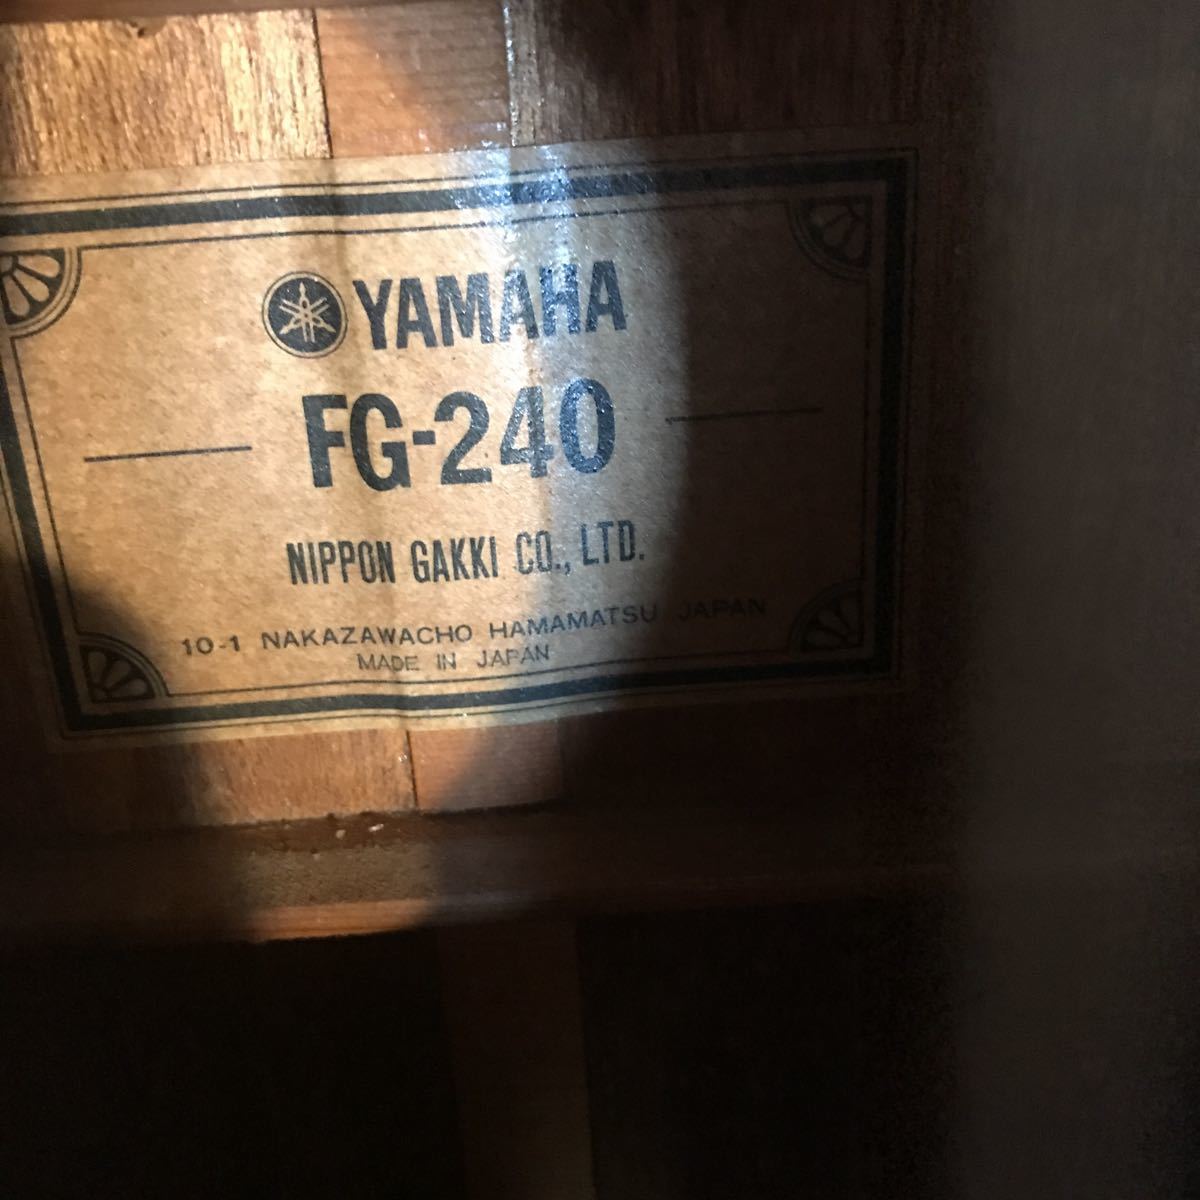 YAMAHA
FG-240
NIPPON GAKKI CO., LTD.
10-1 NAKAZAWACHO HAMAMATSU JAPAN
MADE IN JAPAN